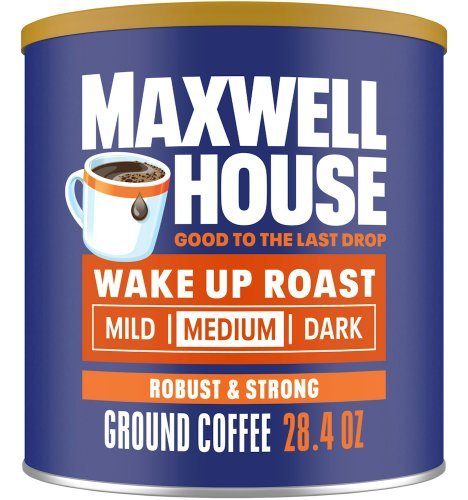 MAXWELL
HOUSE
GOOD TO THE LAST DROP
WAKE UP ROAST
MILD | MEDIUM | DARK
ROBUST & STRONG
GROUND COFFEE 28.4 OZ